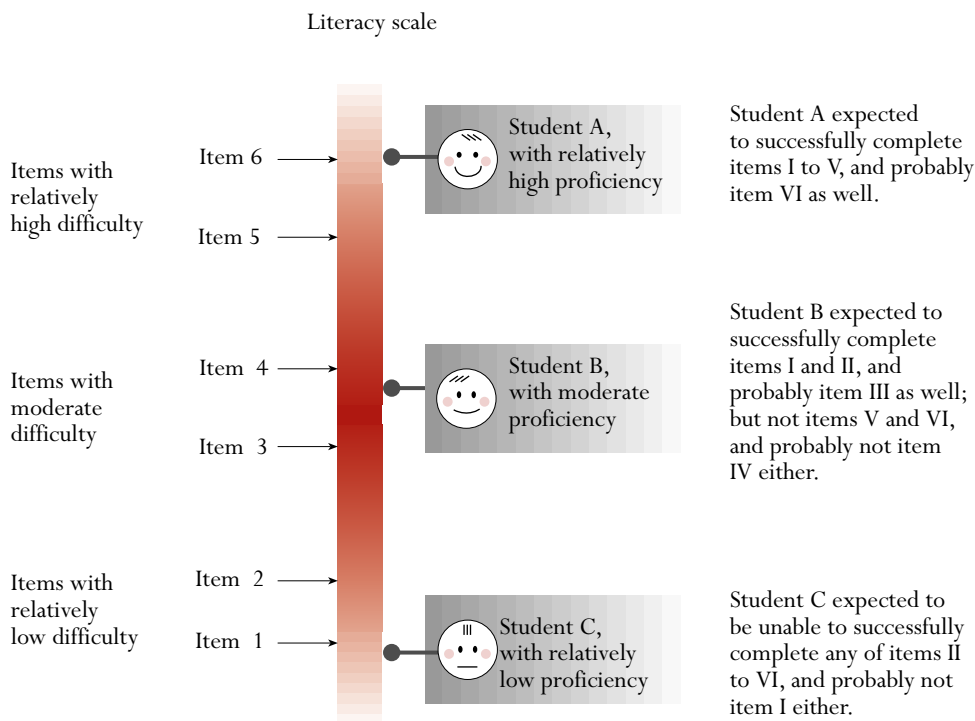 Literacy scale
Items with
relatively
high difficulty
Item 6
Item 5
Student A,
with relatively
high proficiency
Student A expected
to successfully complete
items I to V, and probably
item VI as well.
Items with
moderate
difficulty
Item 4
Item 3
Student B,
with moderate
proficiency
Student B expected to
successfully complete
items I and II, and
probably item III as well;
but not items V and VI,
and probably not item
IV either.
Items with
relatively
low difficulty
Item 2
Item 1
Student C,
with relatively
low proficiency
Student C expected to
be unable to successfully
complete any of items II
to VI, and probably not
item I either.